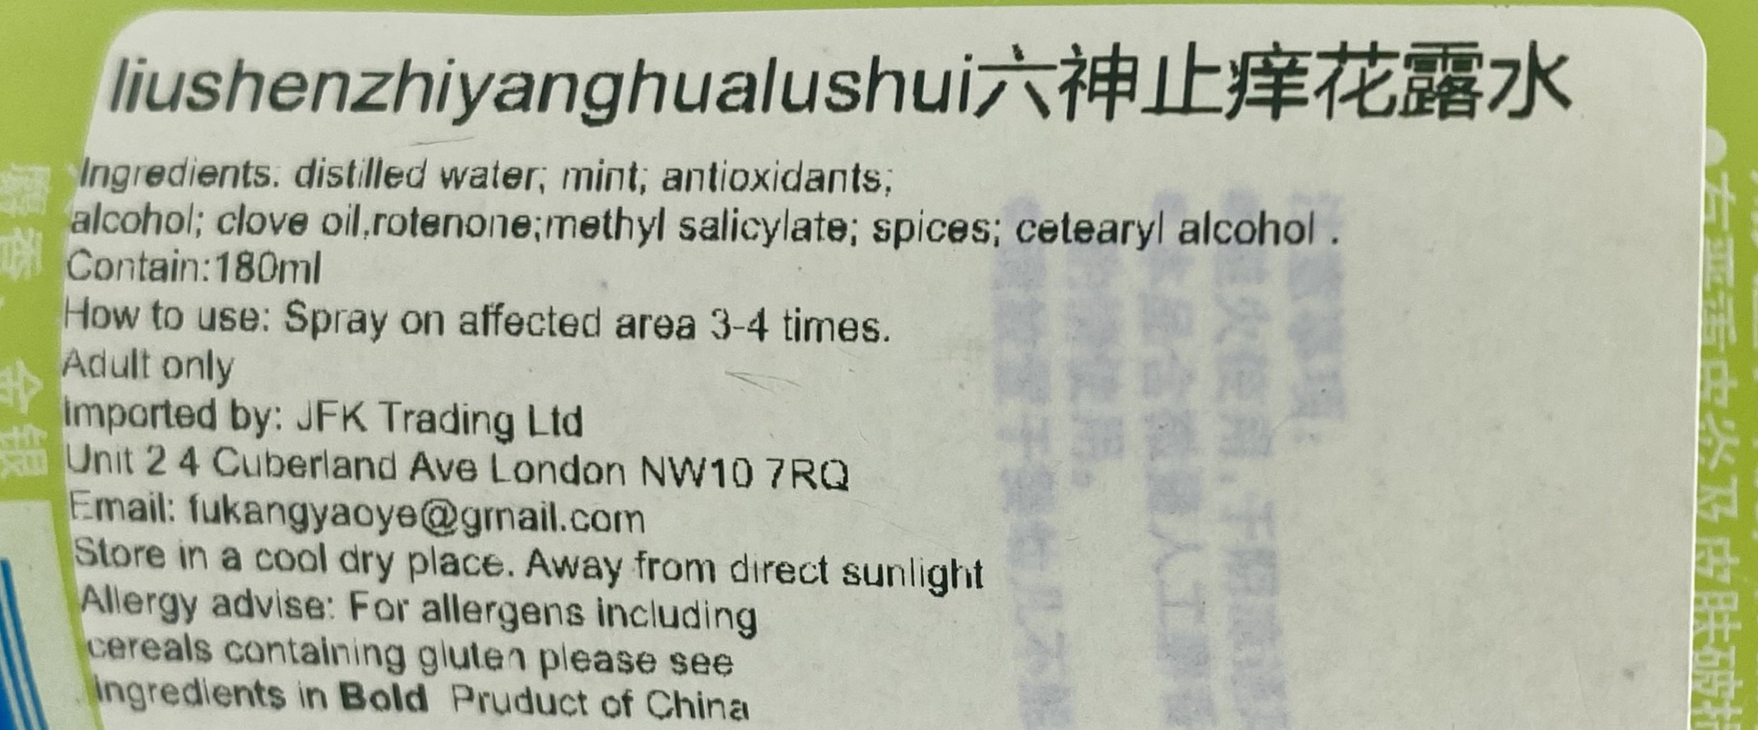 liushenzhiyanghualushui六神止痒花露水
Ingredients: distilled water; mint; antioxidants;
alcohol; clove oil,rotenone;methyl salicylate; spices; cetearyl alcohol .
Contain:180ml
How to use: Spray on affected area 3-4 times.
Adult only
Imported by: JFK Trading Ltd
Unit 2 4 Cuberland Ave London NW10 7RQ
Email: fukangyaoye@gmail.com
Store in a cool dry place. Away from direct sunlight
Allergy advise: For allergens including
cereals containing gluten please see
ingredients in Bold Pruduct of China